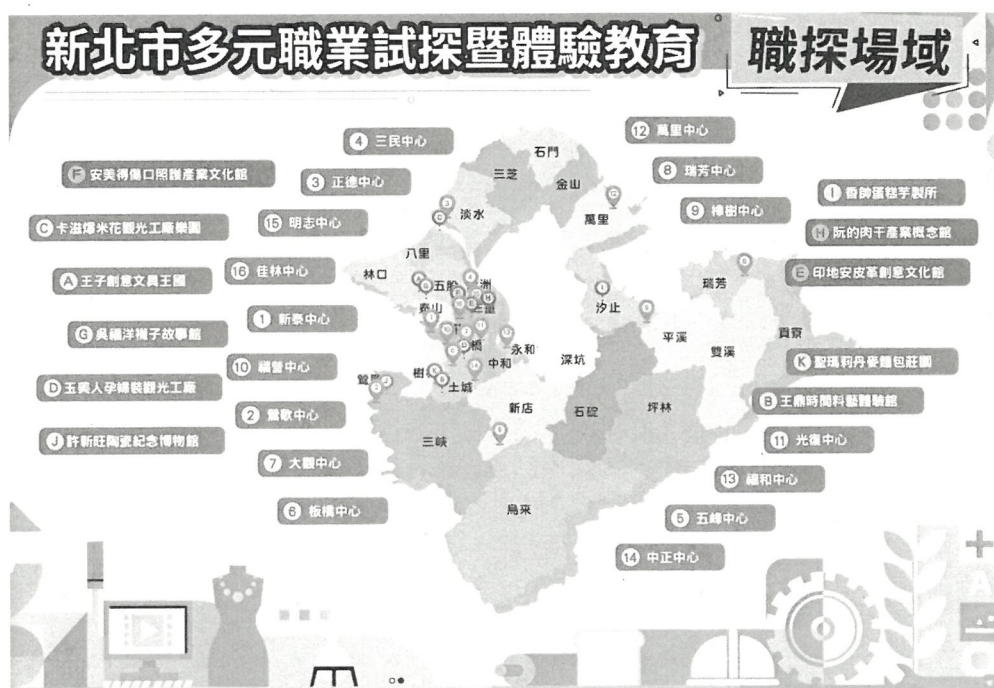 新北市多元職業試探暨體驗教育
職探場域
4 三民中心
12 萬里中心
F 安美得傷口照護產業文化館
3 正德中心
8 瑞芳中心
I 香帥蛋糕芋製所
C 卡滋爆米花觀光工廠樂園
15 明志中心
9 樟樹中心
H 阮的肉干產業概念館
A 王子創意文具王國
16 佳林中心
E 印地安皮革創意文化館
G 吳福洋襪子故事館
1 新泰中心
D 玉美人孕婦裝觀光工廠
10 福營中心
K 聖瑪莉丹麥麵包莊園
B 王鼎時間科藝體驗館
2 鶯歌中心
J 許新旺陶瓷紀念博物館
11 光復中心
7 大觀中心
13 福和中心
6 板橋中心
5 五峰中心
14 中正中心
石門
三芝
金山
淡水
萬里
八里
林口
五股
洲
泰山
汐止
瑞芳
平溪
雙溪
貢寮
橋
永和
中和
深坑
樹
土城
新店
石碇
坪林
三峽
烏來